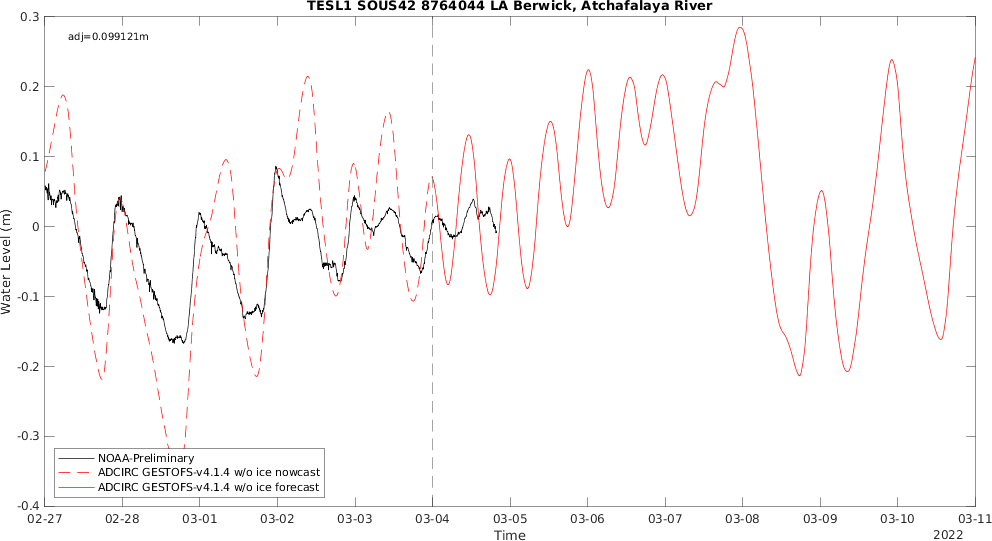 TESL1 SOUS42 8764044 LA Berwick, Atchafalaya River
adj=0.099121m
0.3
0.2
0.1
0
-0.1
-0.2
-0.3
-0.4
Water Level (m)
NOAA-Preliminary
ADCIRC GESTOFS-v4.1.4 w/o ice nowcast
ADCIRC GESTOFS-v4.1.4 w/o ice forecast
02-27 02-28 03-01 03-02 03-03 03-04 03-05 03-06 03-07 03-08 03-09 03-10 03-11
Time
2022